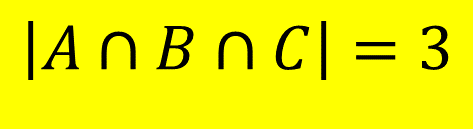 |A ∩ B ∩ C| = 3